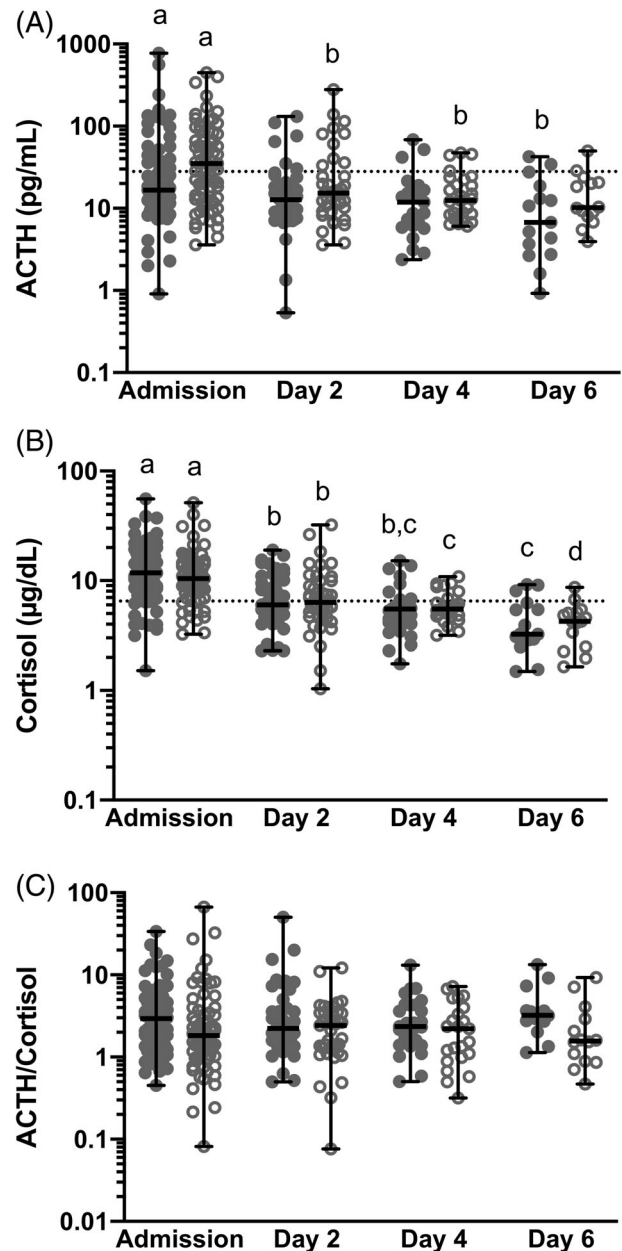 (A)
a a b b b
1000
100
10
1
0.1
ACTH (pg/mL)
Admission Day 2 Day 4 Day 6
(B)
a a b b b,c c c d
100
10
1
0.1
Cortisol (µg/dL)
Admission Day 2 Day 4 Day 6
(C)
100
10
1
0.1
0.01
ACTH/Cortisol
Admission Day 2 Day 4 Day 6